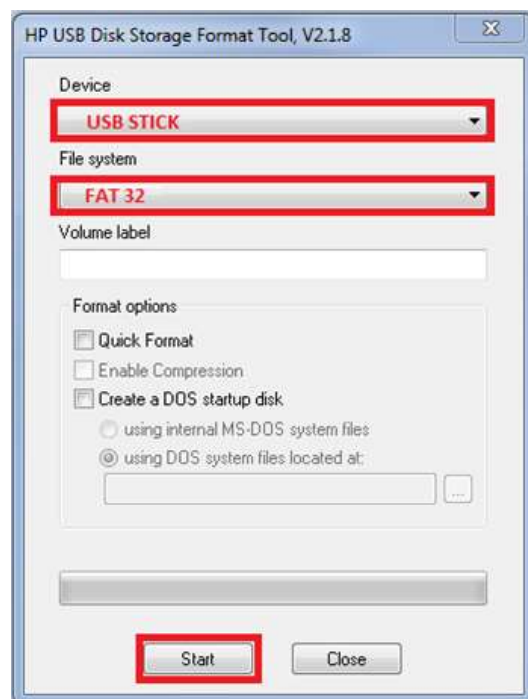 HP USB Disk Storage Format Tool, V2.1.8
Device
USB STICK
File system
FAT 32
Volume label
Format options
Quick Format
Enable Compression
Create a DOS startup disk
using internal MS-DOS system files
using DOS system files located at:
...
Start Close